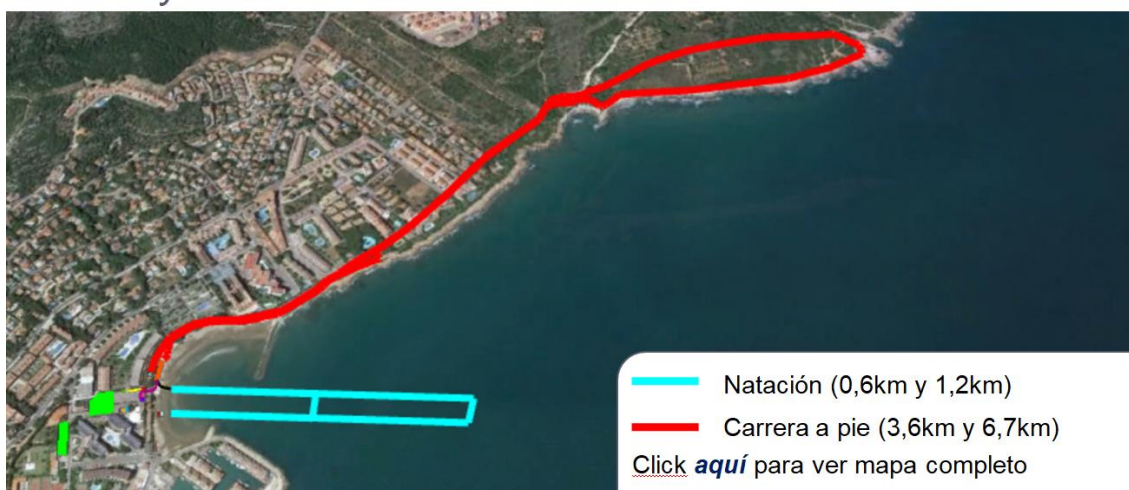 Natación (0,6km y 1,2km)
Carrera a pie (3,6km y 6,7km)
Click aquí para ver mapa completo